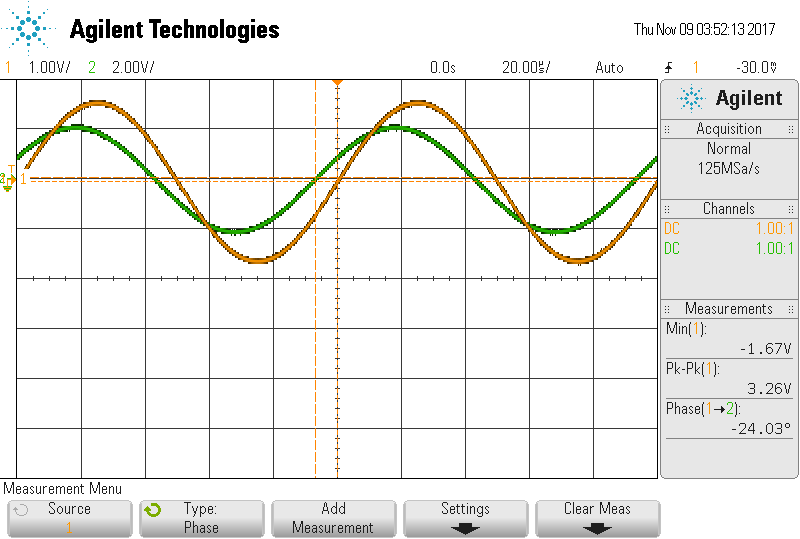 Agilent Technologies
Thu Nov 09 03:52:13 2017
1 1.00V/ 2 2.00V/ 0.0s 20.00µs/ Auto 1 -30.0V
Agilent
Acquisition
Normal
125MSa/s
Channels
DC 1.00:1
DC 1.00:1
Measurements
Min(1):
-1.67V
Pk-Pk(1):
3.26V
Phase(1→2):
-24.03°
2 1
T
Measurement Menu
Source
1
Type:
Phase
Add
Measurement
Settings
Clear Meas